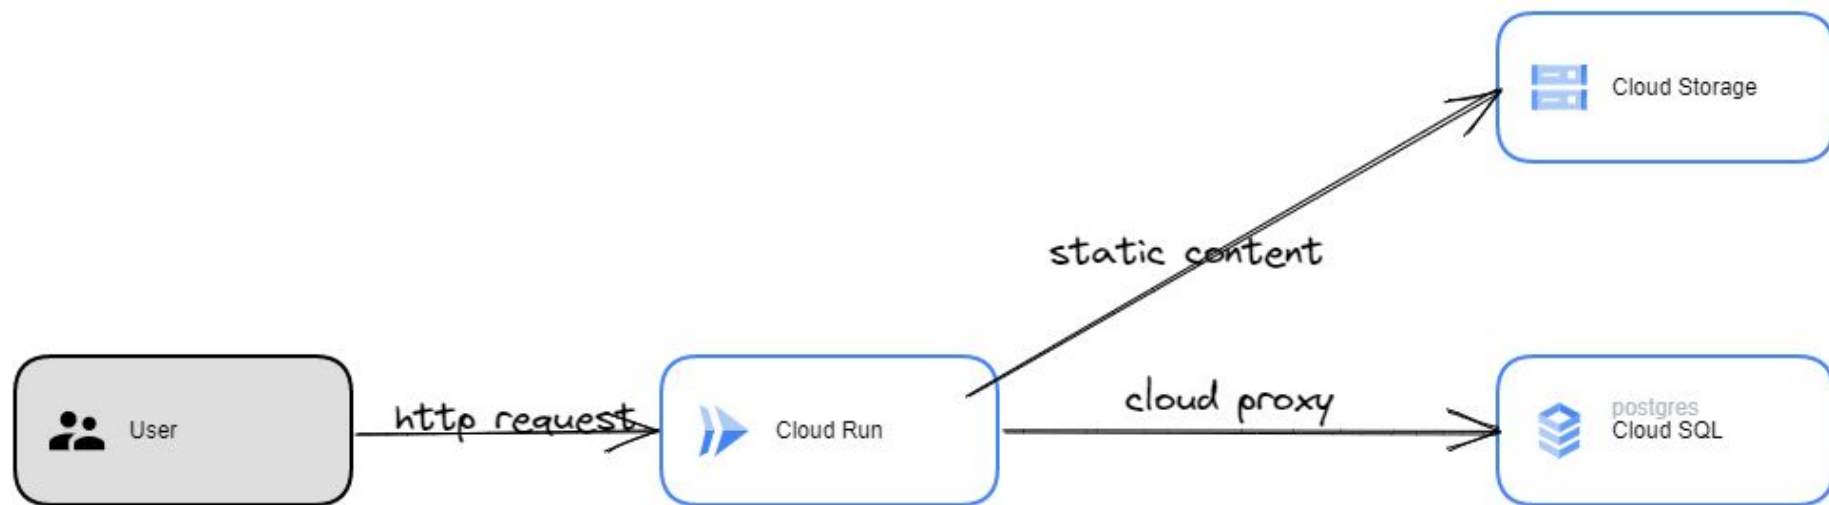 Cloud Storage
static content
User
http request
Cloud Run
cloud proxy
postgres
Cloud SQL